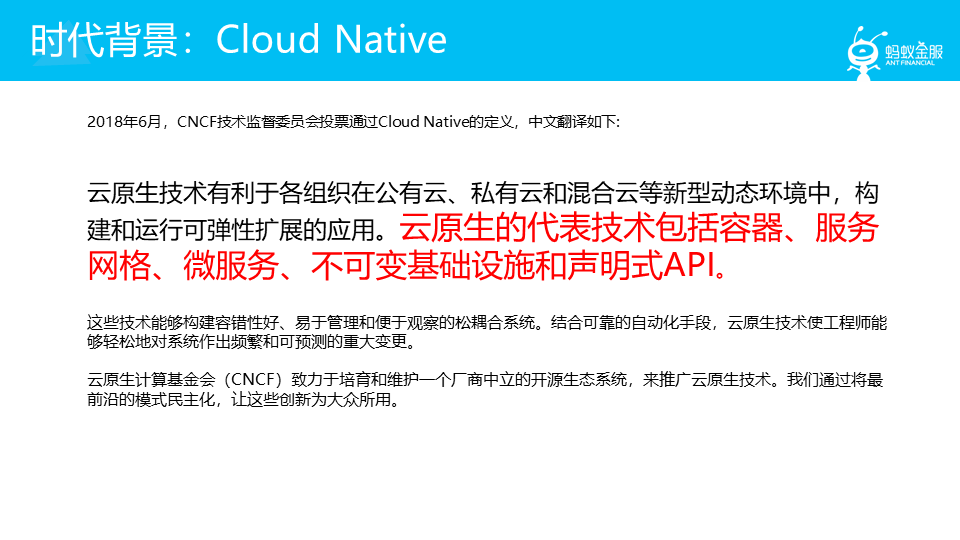 时代背景：Cloud Native
蚂蚁金服
ANT FINANCIAL
2018年6月，CNCF技术监督委员会投票通过Cloud Native的定义，中文翻译如下:
云原生技术有利于各组织在公有云、私有云和混合云等新型动态环境中，构
建和运行可弹性扩展的应用。云原生的代表技术包括容器、服务
网格、微服务、不可变基础设施和声明式API。
这些技术能够构建容错性好、易于管理和便于观察的松耦合系统。结合可靠的自动化手段，云原生技术使工程师能
够轻松地对系统作出频繁和可预测的重大变更。
云原生计算基金会（CNCF）致力于培育和维护一个厂商中立的开源生态系统，来推广云原生技术。我们通过将最
前沿的模式民主化，让这些创新为大众所用。